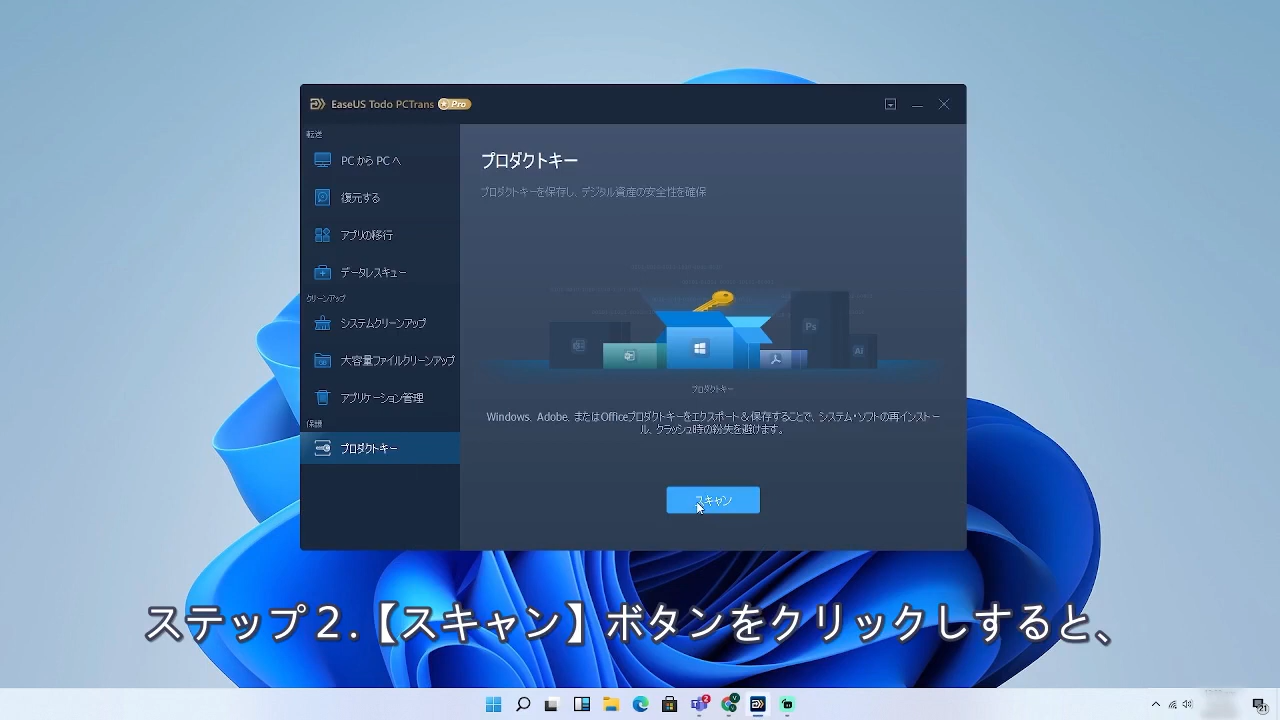 EaseUS Todo PCTrans Pro
転送
PC から PC へ
復元する
アプリの移行
データレスキュー
クリーンアップ
システムクリーンアップ
大容量ファイルクリーンアップ
アプリケーション管理
保護
プロダクトキー
プロダクトキー
プロダクトキーを保存し、デジタル資産の安全性を確保
Ps
Ai
プロダクトキー
Windows、Adobe、またはOfficeプロダクトキーをエクスポート＆保存することで、システム・ソフトの再インストー
ル、クラッシュ時の紛失を避けます。
スキャン
ステップ２.【スキャン】ボタンをクリックしすると、